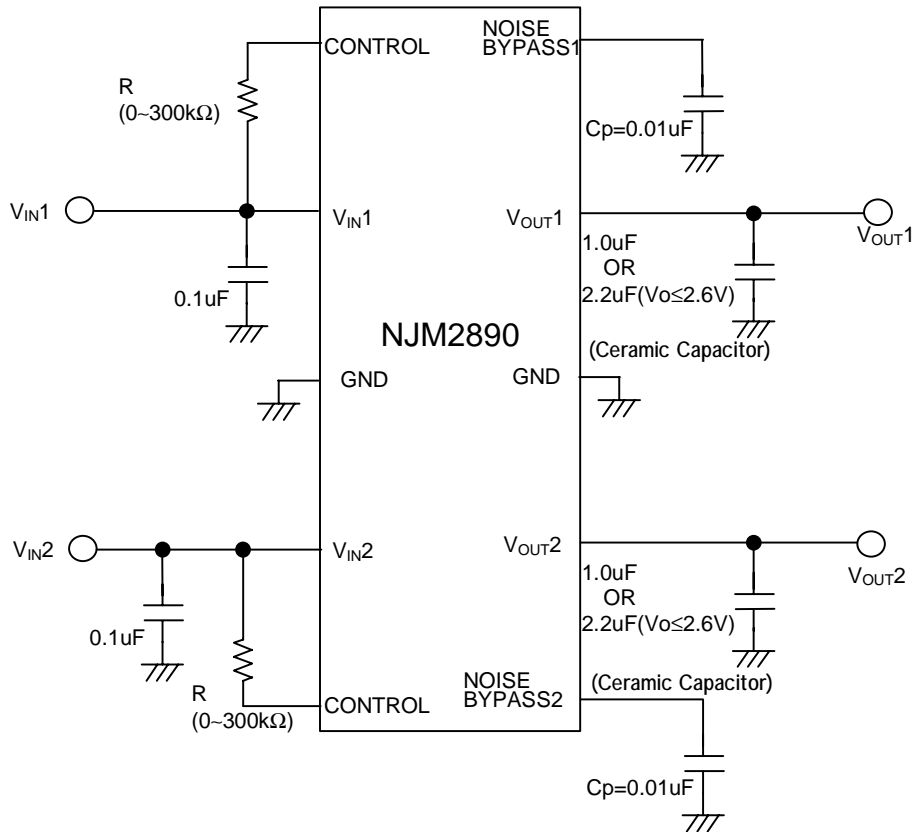 CONTROL
NOISE
BYPASS1
R
(0~300kΩ)
Cp=0.01uF
VIN1
VIN1
VOUT1
VOUT1
0.1uF
1.0uF
OR
2.2uF(Vo≤2.6V)
NJM2890
(Ceramic Capacitor)
GND
GND
VIN2
VIN2
VOUT2
VOUT2
0.1uF
1.0uF
OR
2.2uF(Vo≤2.6V)
R
(0~300kΩ)
CONTROL
NOISE
BYPASS2
(Ceramic Capacitor)
Cp=0.01uF